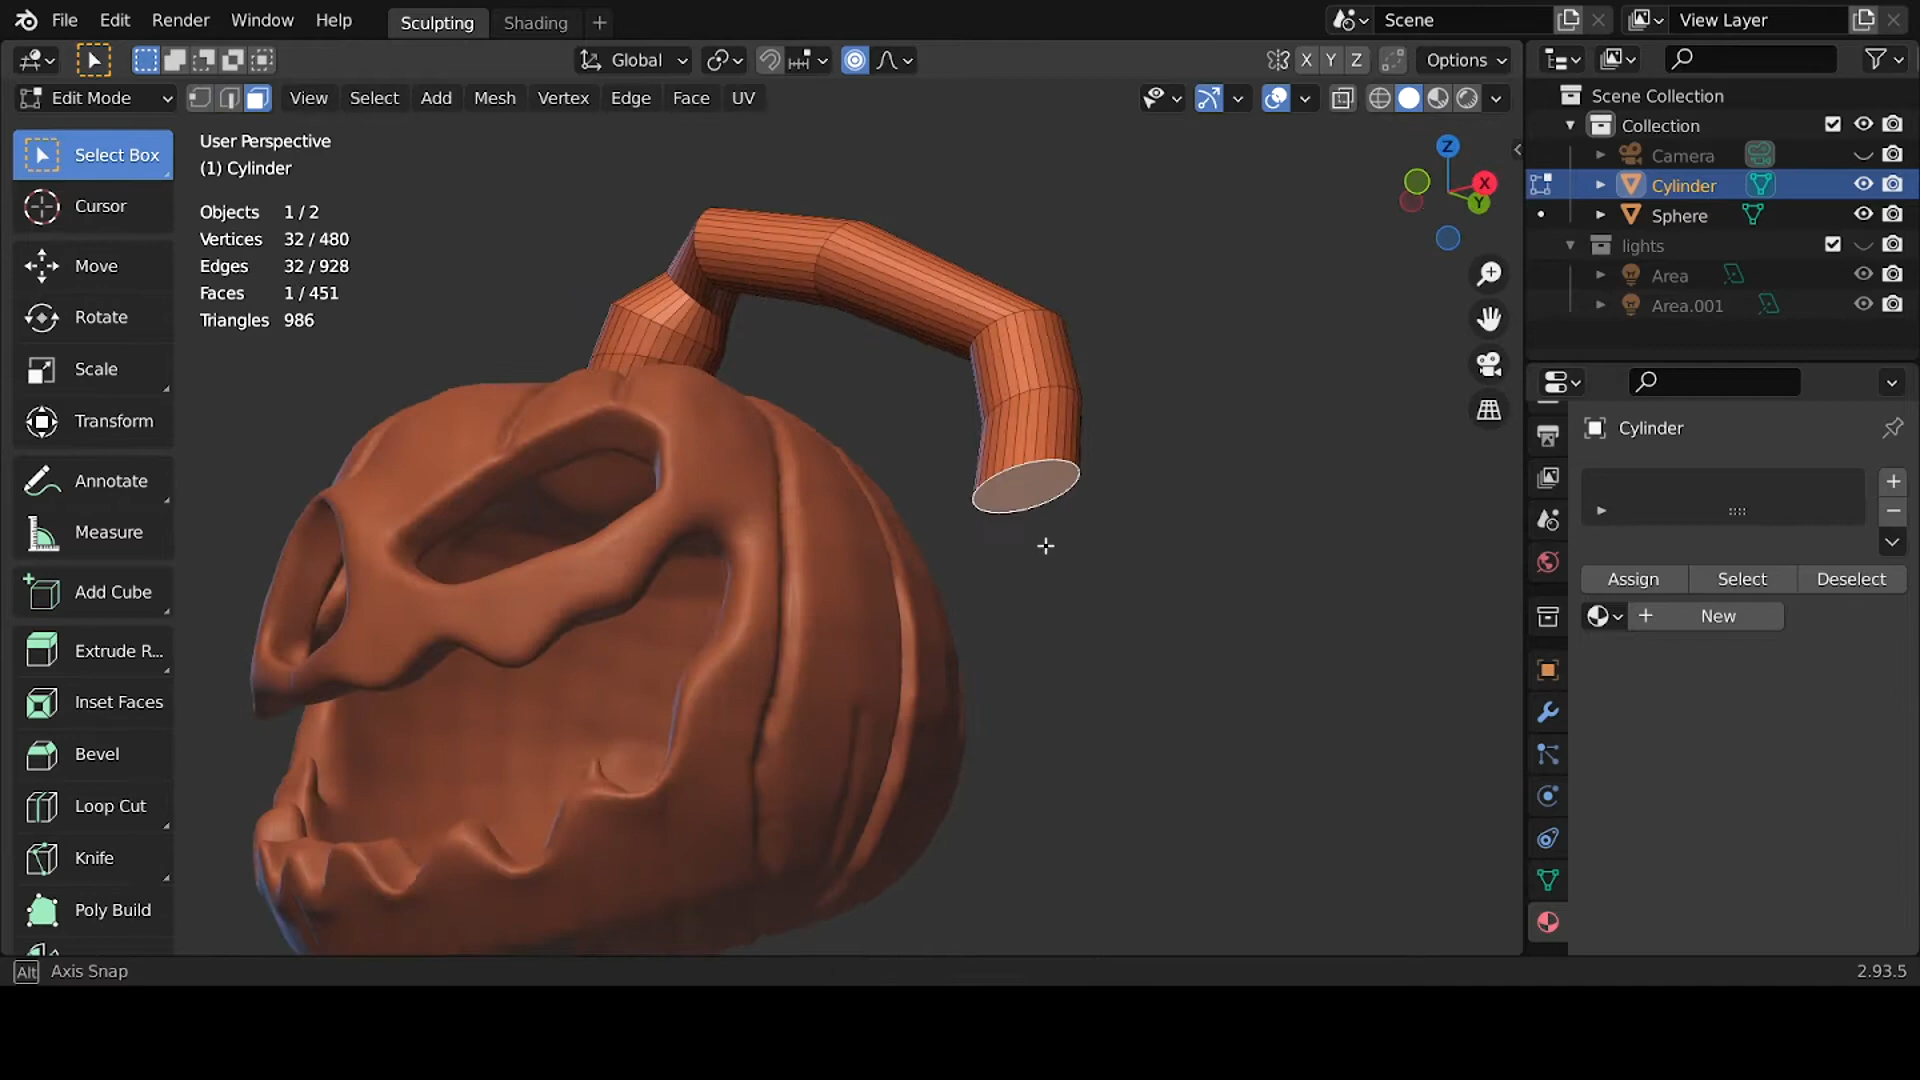 File Edit Render Window Help Sculpting Shading + Scene View Layer
Global X Y Z Options
Edit Mode View Select Add Mesh Vertex Edge Face UV
Select Box
Cursor
Move
Rotate
Scale
Transform
Annotate
Measure
Add Cube
Extrude R...
Inset Faces
Bevel
Loop Cut
Knife
Poly Build
User Perspective
(1) Cylinder
Objects 1 / 2
Vertices 32 / 480
Edges 32 / 928
Faces 1 / 451
Triangles 986
Z
X
Y
Scene Collection
Collection
Camera
Cylinder
Sphere
lights
Area
Area.001
Cylinder
Assign Select Deselect
+ New
Alt Axis Snap 2.93.5